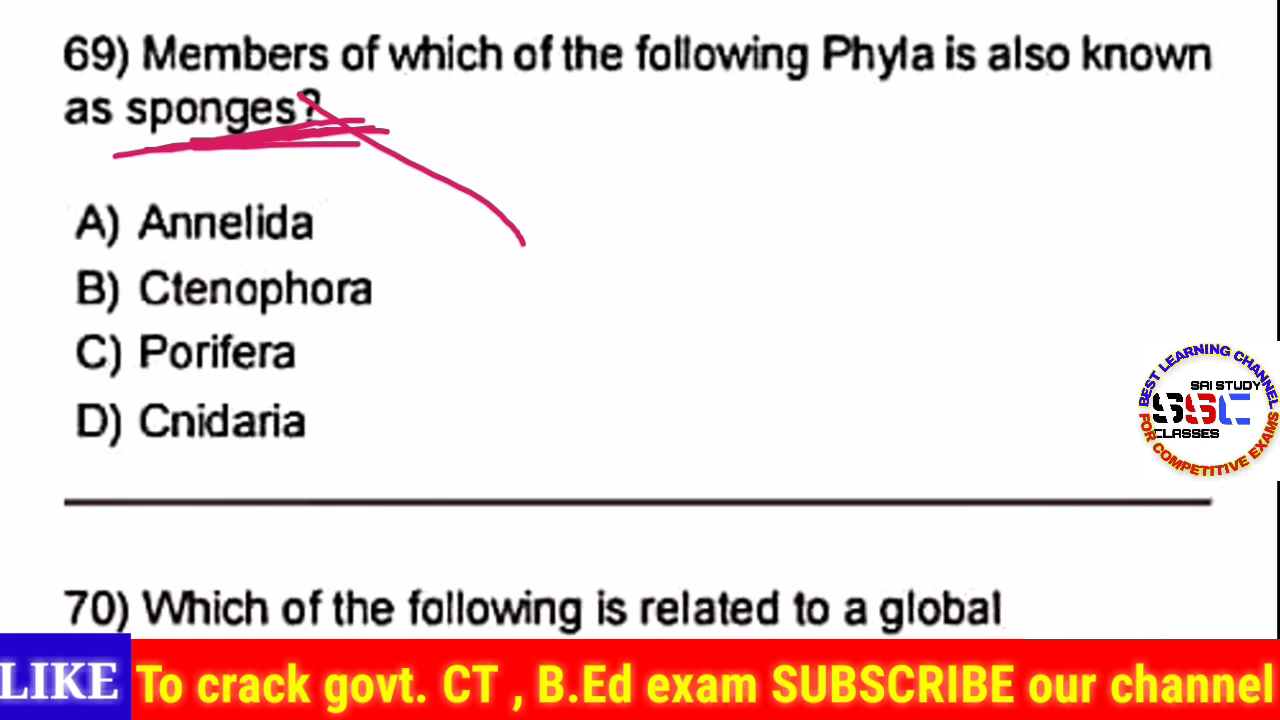 69) Members of which of the following Phyla is also known
as sponges?
A) Annelida
B) Ctenophora
C) Porifera
D) Cnidaria
BEST LEARNING CHANNEL
SAI STUDY
SSC
CLASSES
FOR COMPETITIVE EXAMS
70) Which of the following is related to a global
LIKE To crack govt. CT , B.Ed exam SUBSCRIBE our channel